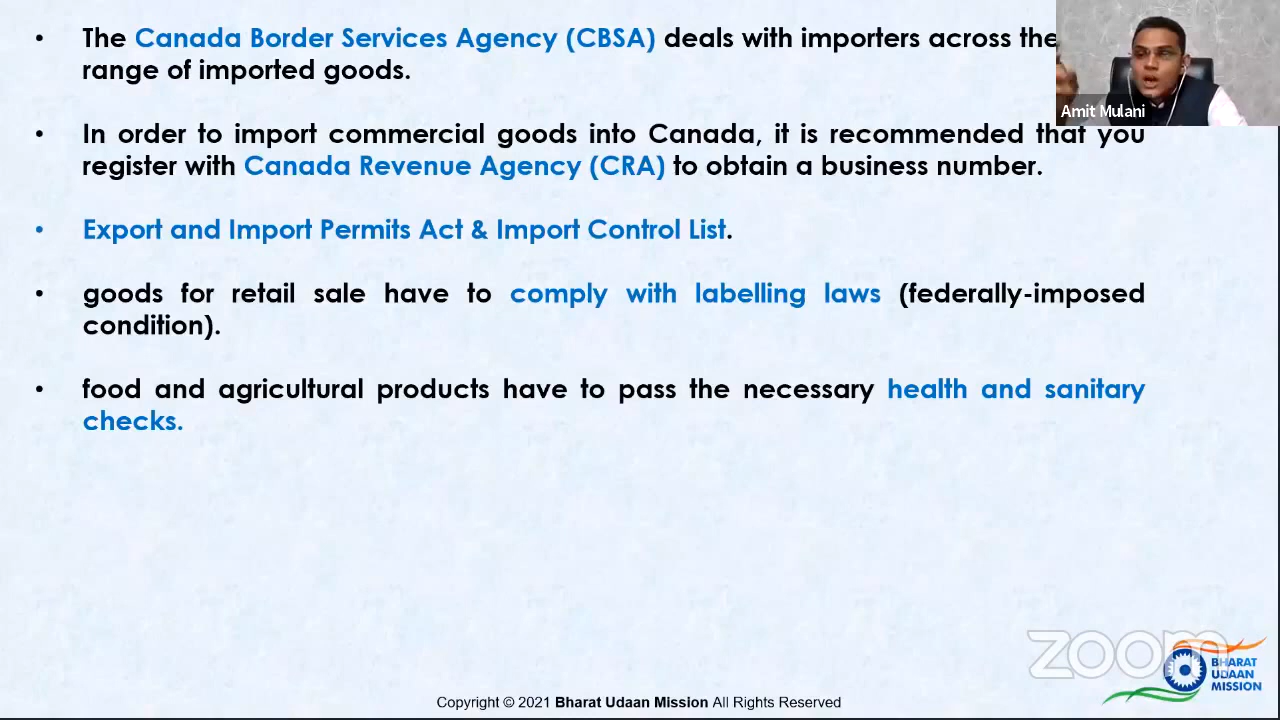 • The Canada Border Services Agency (CBSA) deals with importers across the
range of imported goods.
Amit Mulani
• In order to import commercial goods into Canada, it is recommended that you
register with Canada Revenue Agency (CRA) to obtain a business number.
• Export and Import Permits Act & Import Control List.
• goods for retail sale have to comply with labelling laws (federally-imposed
condition).
• food and agricultural products have to pass the necessary health and sanitary
checks.
zoom
BHARAT
UDAAN
MISSION
Copyright © 2021 Bharat Udaan Mission All Rights Reserved